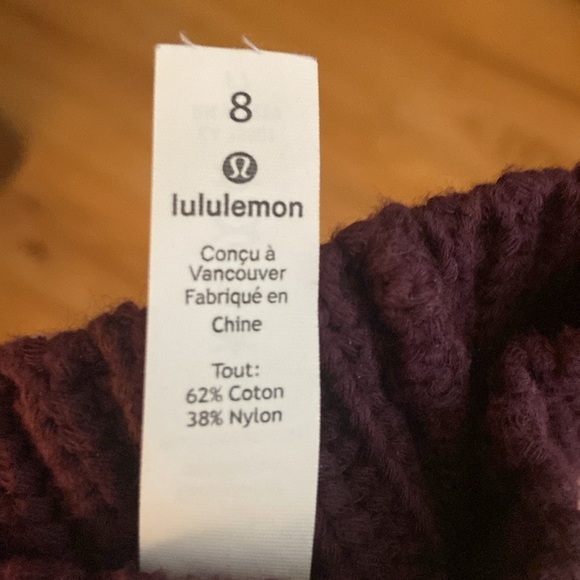 8
lululemon
Conçu à
Vancouver
Fabriqué en
Chine
Tout:
62% Coton
38% Nylon